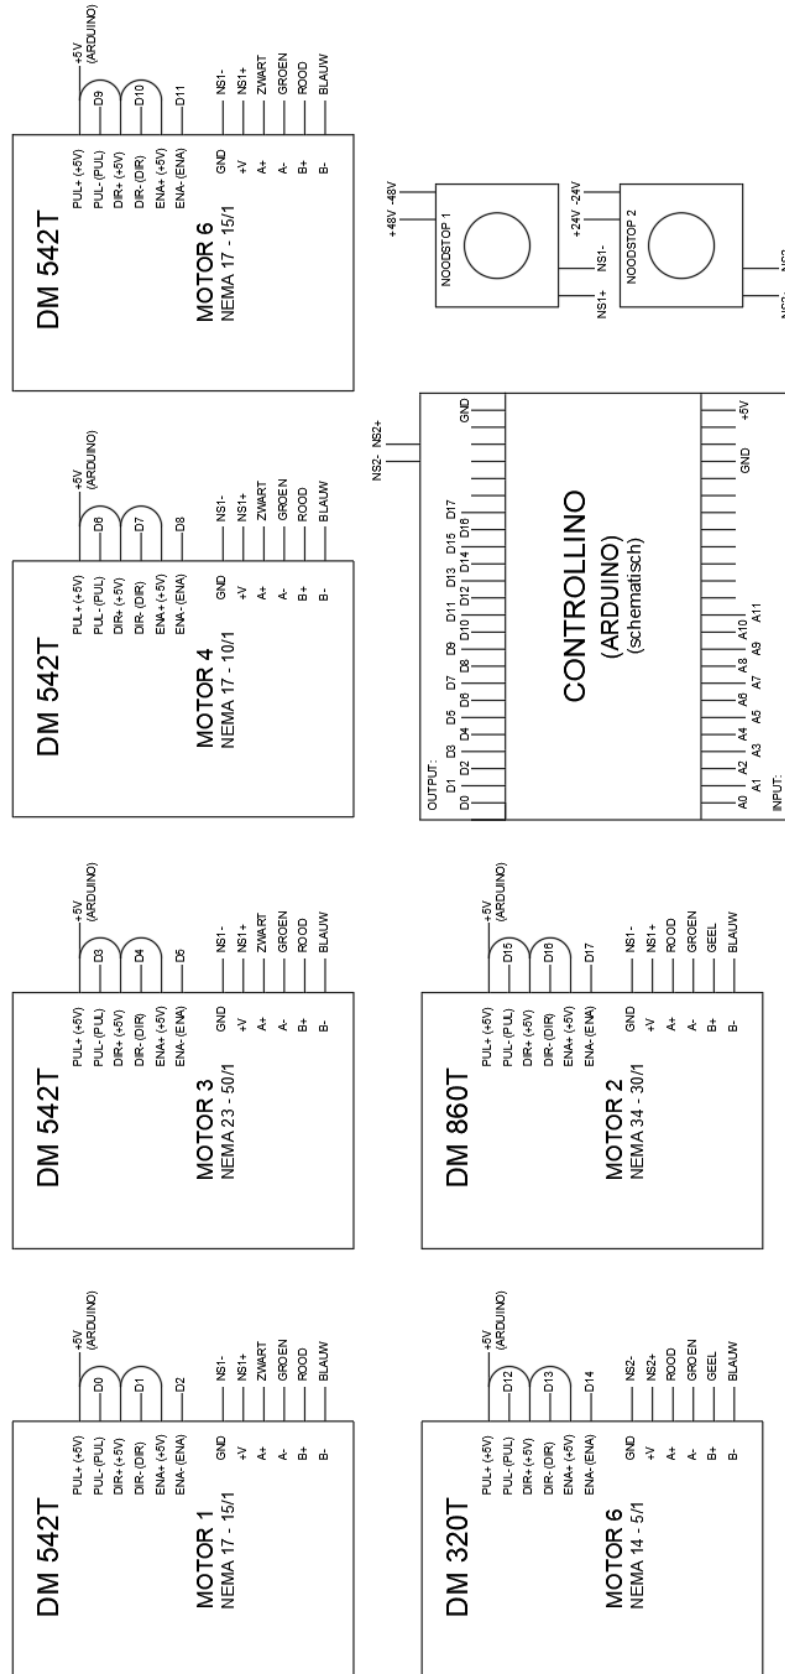 DM 542T
MOTOR 1
NEMA 17 - 15/1
PUL+ (+5V)
PUL- (PUL)
DIR+ (+5V)
DIR- (DIR)
ENA+ (+5V)
ENA- (ENA)
GND
+V
A+
A-
B+
B-
+5V
(ARDUINO)
D0
D1
D2
NS1-
NS1+
ZWART
GROEN
ROOD
BLAUW
DM 542T
MOTOR 3
NEMA 23 - 50/1
PUL+ (+5V)
PUL- (PUL)
DIR+ (+5V)
DIR- (DIR)
ENA+ (+5V)
ENA- (ENA)
GND
+V
A+
A-
B+
B-
+5V
(ARDUINO)
D3
D4
D5
NS1-
NS1+
ZWART
GROEN
ROOD
BLAUW
DM 542T
MOTOR 4
NEMA 17 - 10/1
PUL+ (+5V)
PUL- (PUL)
DIR+ (+5V)
DIR- (DIR)
ENA+ (+5V)
ENA- (ENA)
GND
+V
A+
A-
B+
B-
+5V
(ARDUINO)
D6
D7
D8
NS1-
NS1+
ZWART
GROEN
ROOD
BLAUW
DM 542T
MOTOR 6
NEMA 17 - 15/1
PUL+ (+5V)
PUL- (PUL)
DIR+ (+5V)
DIR- (DIR)
ENA+ (+5V)
ENA- (ENA)
GND
+V
A+
A-
B+
B-
+5V
(ARDUINO)
D9
D10
D11
NS1-
NS1+
ZWART
GROEN
ROOD
BLAUW
DM 320T
MOTOR 6
NEMA 14 - 5/1
PUL+ (+5V)
PUL- (PUL)
DIR+ (+5V)
DIR- (DIR)
ENA+ (+5V)
ENA- (ENA)
GND
+V
A+
A-
B+
B-
+5V
(ARDUINO)
D12
D13
D14
NS2-
NS2+
ROOD
GROEN
GEEL
BLAUW
DM 860T
MOTOR 2
NEMA 34 - 30/1
PUL+ (+5V)
PUL- (PUL)
DIR+ (+5V)
DIR- (DIR)
ENA+ (+5V)
ENA- (ENA)
GND
+V
A+
A-
B+
B-
+5V
(ARDUINO)
D15
D16
D17
NS1-
NS1+
ROOD
GROEN
GEEL
BLAUW
NS2- NS2+
OUTPUT:
D1 D3 D5 D7 D9 D11 D13 D15 D17
D0 D2 D4 D6 D8 D10 D12 D14 D16 GND
CONTROLLINO
(ARDUINO)
(schematisch)
A0 A2 A4 A6 A8 A10 GND +5V
A1 A3 A5 A7 A9 A11
INPUT:
+48V -48V
NOODSTOP 1
NS1+ NS1-
+24V -24V
NOODSTOP 2